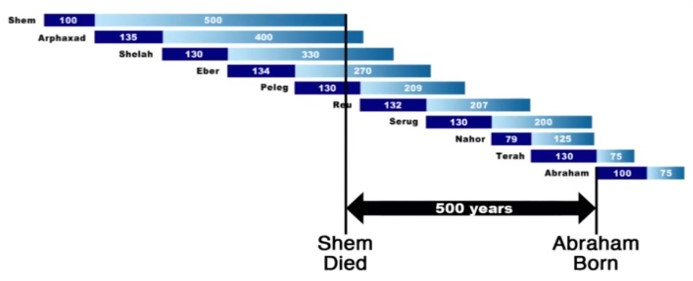 Shem 100 500
Arphaxad 135 400
Shelah 130 330
Eber 134 270
Peleg 130 209
Reu 132 207
Serug 130 200
Nahor 79 125
Terah 130 75
Abraham 100 75
500 years
Shem
Died
Abraham
Born